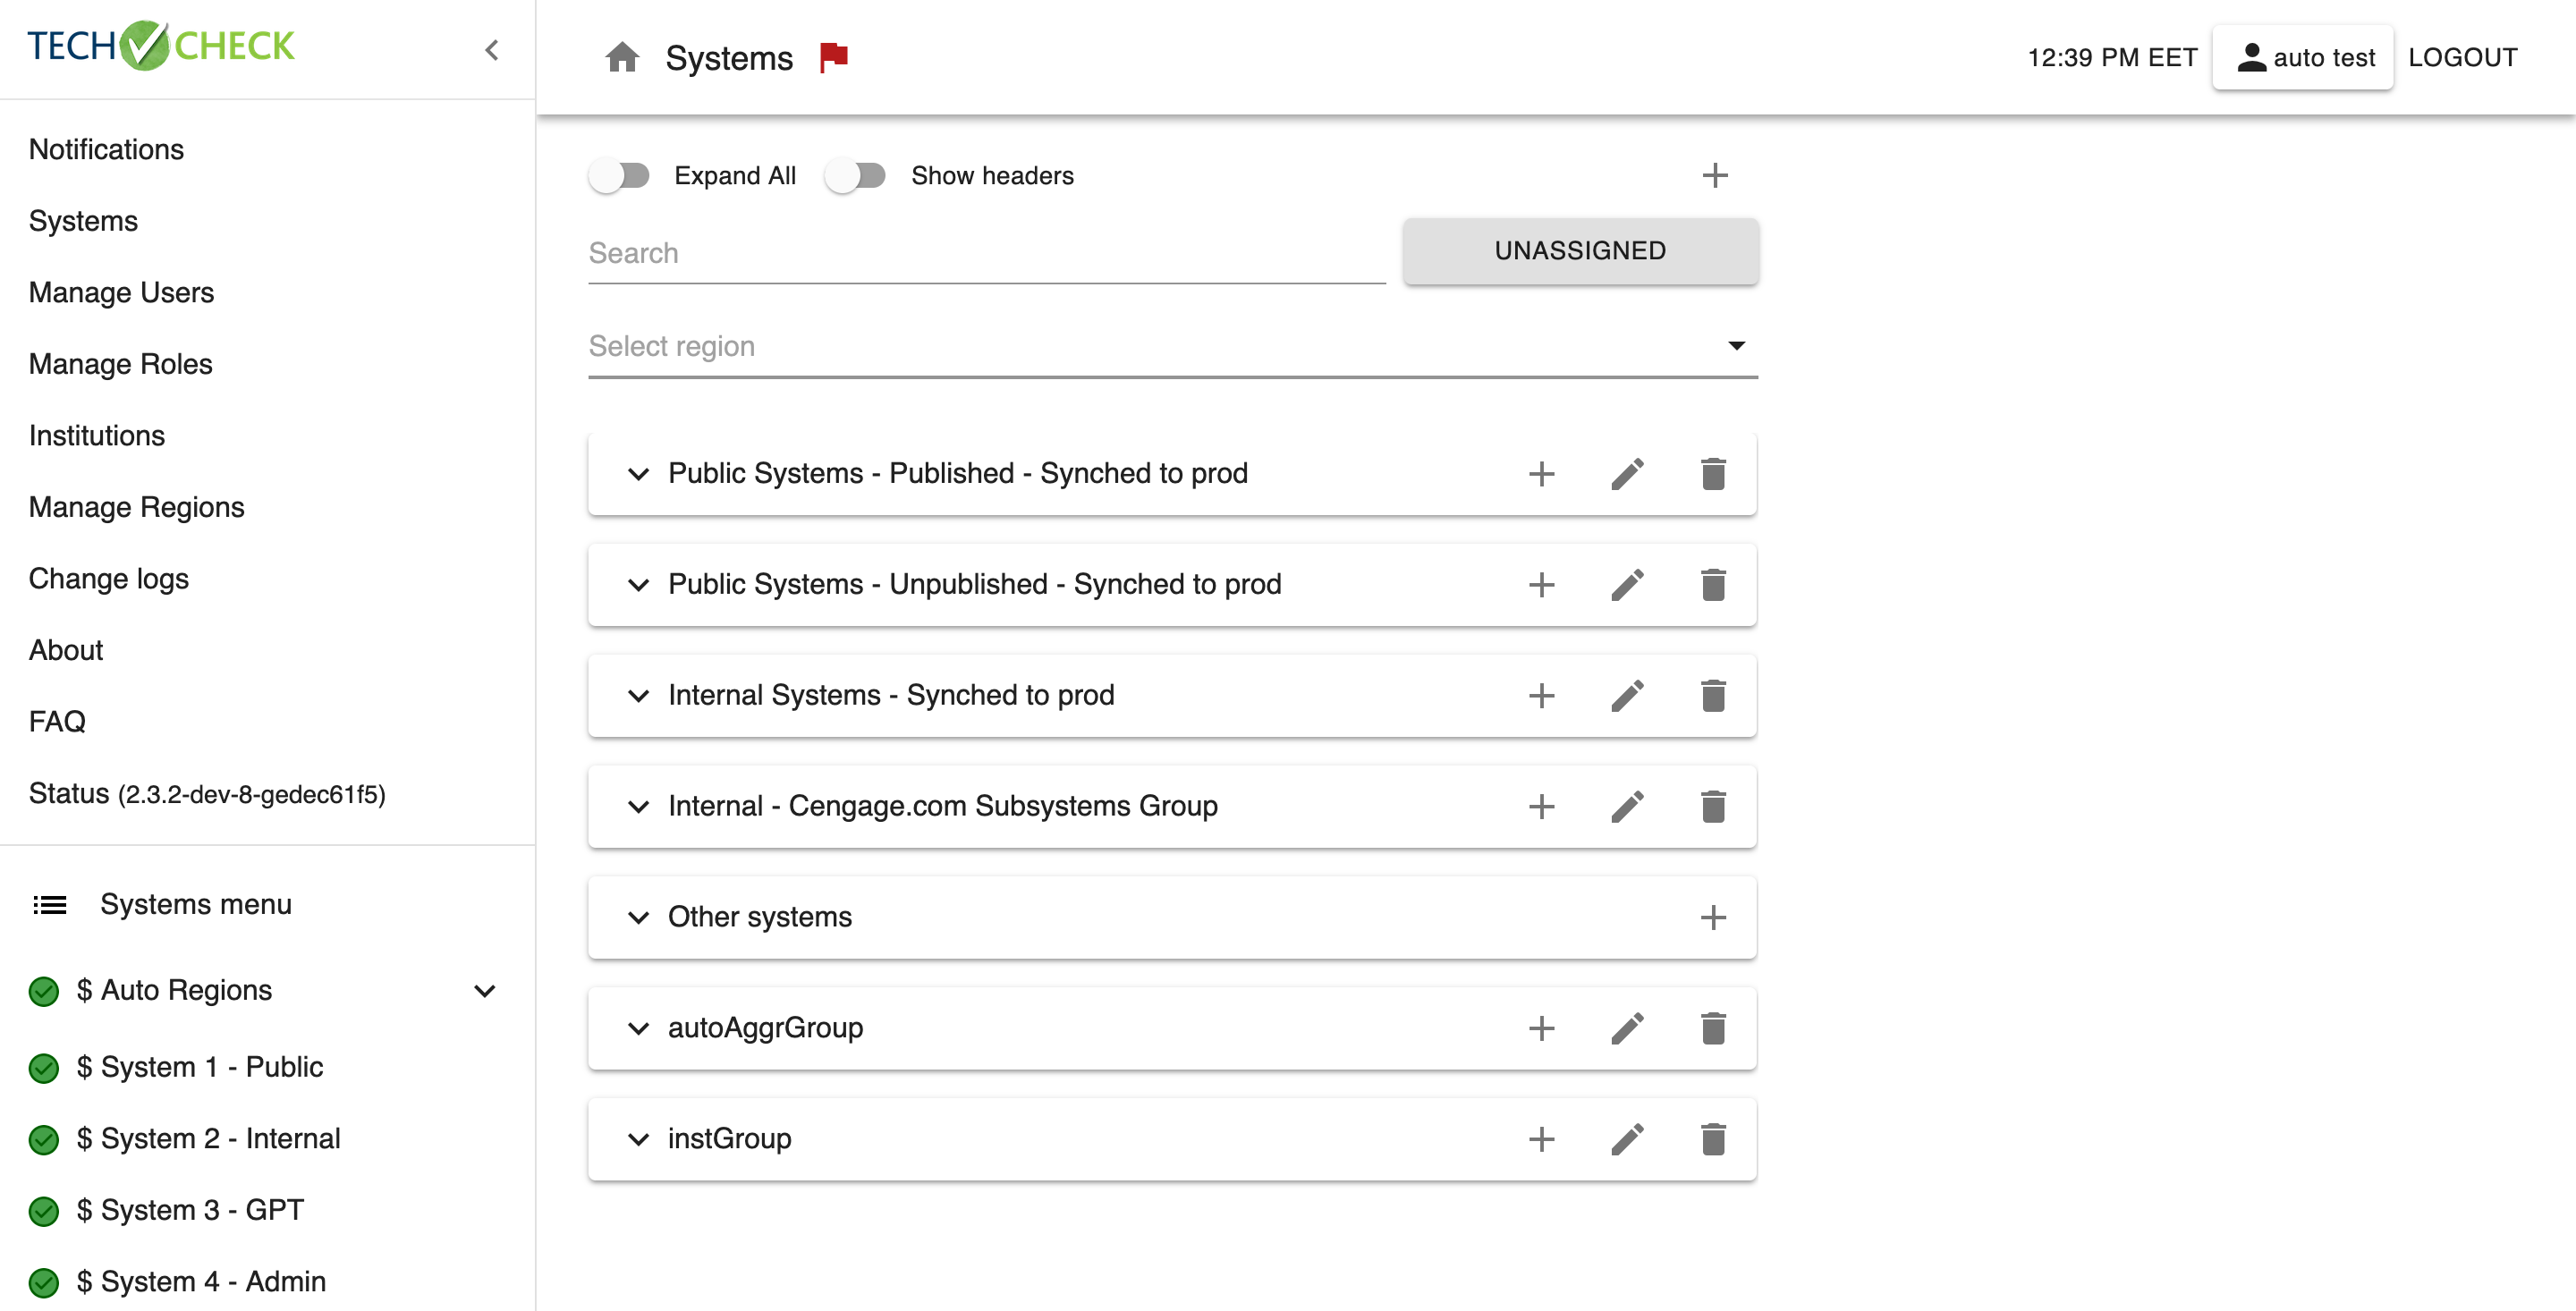 TECH CHECK
Notifications
Systems
Manage Users
Manage Roles
Institutions
Manage Regions
Change logs
About
FAQ
Status (2.3.2-dev-8-gedec61f5)
Systems menu
$ Auto Regions
$ System 1 - Public
$ System 2 - Internal
$ System 3 - GPT
$ System 4 - Admin
Systems
12:39 PM EET
auto test
LOGOUT
Expand All
Show headers
Search
UNASSIGNED
Select region
Public Systems - Published - Synched to prod
Public Systems - Unpublished - Synched to prod
Internal Systems - Synched to prod
Internal - Cengage.com Subsystems Group
Other systems
autoAggrGroup
instGroup